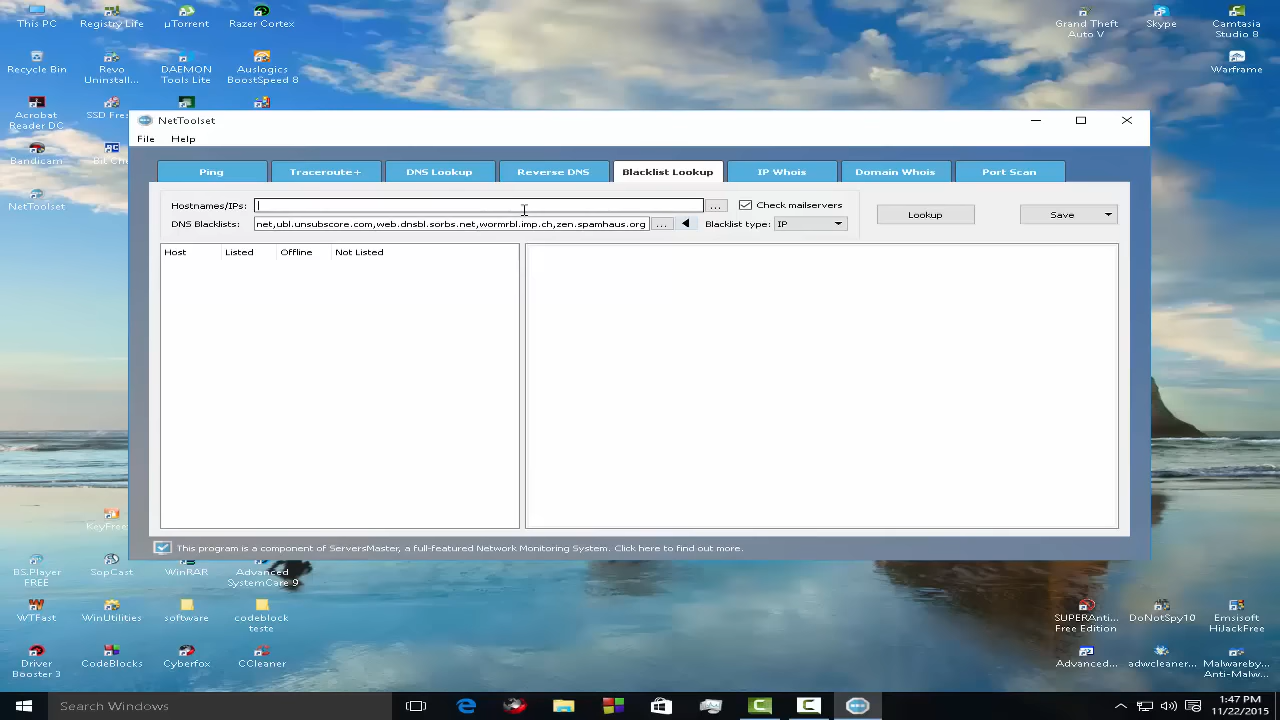 This PC
Registry Life
µTorrent
Razer Cortex
Grand Theft
Auto V
Skype
Camtasia
Studio 8
Recycle Bin
Revo
Uninstall...
DAEMON
Tools Lite
Auslogics
BoostSpeed 8
Warframe
Acrobat
Reader DC
SSD Fres
Bandicam
Bit Che
NetToolset
NetToolset
File
Help
Ping
Traceroute+
DNS Lookup
Reverse DNS
Blacklist Lookup
IP Whois
Domain Whois
Port Scan
Hostnames/IPs:
...
Check mailservers
Lookup
Save
DNS Blacklists:
net,ubl.unsubscore.com,web.dnsbl.sorbs.net,wormrbl.imp.ch,zen.spamhaus.org
...
Blacklist type:
IP
Host
Listed
Offline
Not Listed
This program is a component of ServersMaster, a full-featured Network Monitoring System. Click here to find out more.
KeyFree
BS.Player
FREE
SopCast
WinRAR
Advanced
SystemCare 9
WTFast
WinUtilities
software
codeblock
teste
SUPERAnti...
Free Edition
DoNotSpy10
Emsisoft
HiJackFree
Driver
Booster 3
CodeBlocks
Cyberfox
CCleaner
Advanced...
adwcleaner...
Malwareby...
Anti-Malw...
Search Windows
1:47 PM
11/22/2015